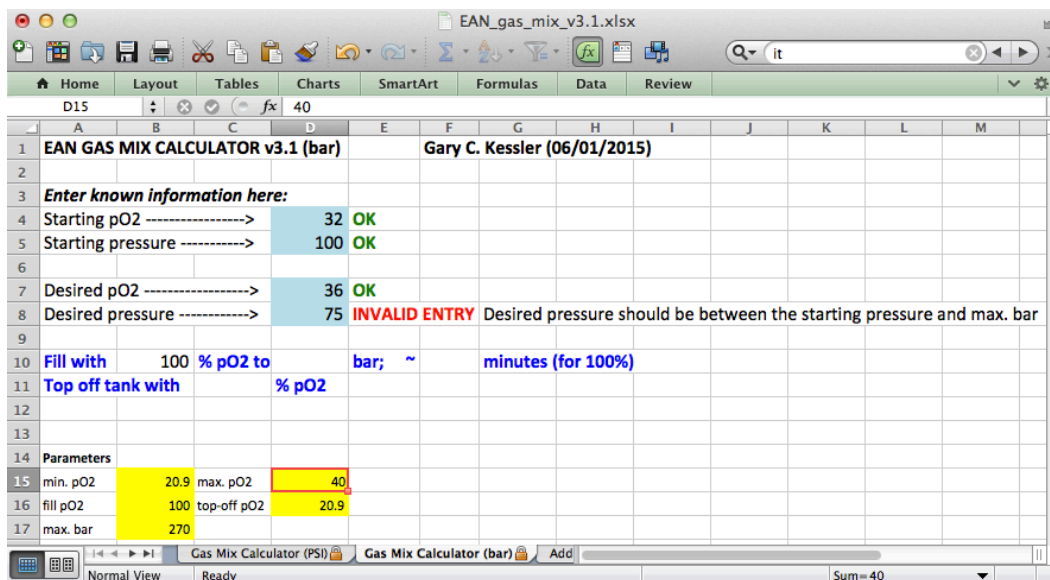 EAN_gas_mix_v3.1.xlsx
it
Home Layout Tables Charts SmartArt Formulas Data Review
D15 fx 40
A B C D E F G H I J K L M
1 EAN GAS MIX CALCULATOR v3.1 (bar) Gary C. Kessler (06/01/2015)
2
3 Enter known information here:
4 Starting pO2 -----------------> 32 OK
5 Starting pressure -----------> 100 OK
6
7 Desired pO2 ------------------> 36 OK
8 Desired pressure ------------> 75 INVALID ENTRY Desired pressure should be between the starting pressure and max. bar
9
10 Fill with 100 % pO2 to bar; ~ minutes (for 100%)
11 Top off tank with % pO2
12
13
14 Parameters
15 min. pO2 20.9 max. pO2 40
16 fill pO2 100 top-off pO2 20.9
17 max. bar 270
Gas Mix Calculator (PSI) Gas Mix Calculator (bar) Add
Normal View Ready Sum=40